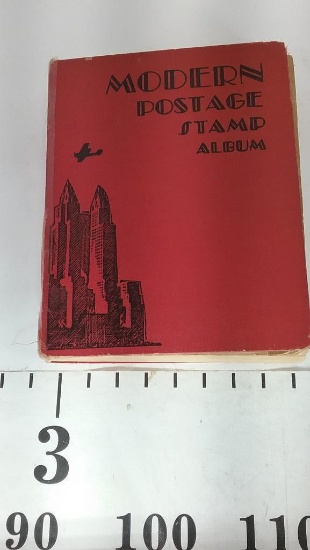 MODERN
POSTAGE
STAMP
ALBUM
3
90 100 110